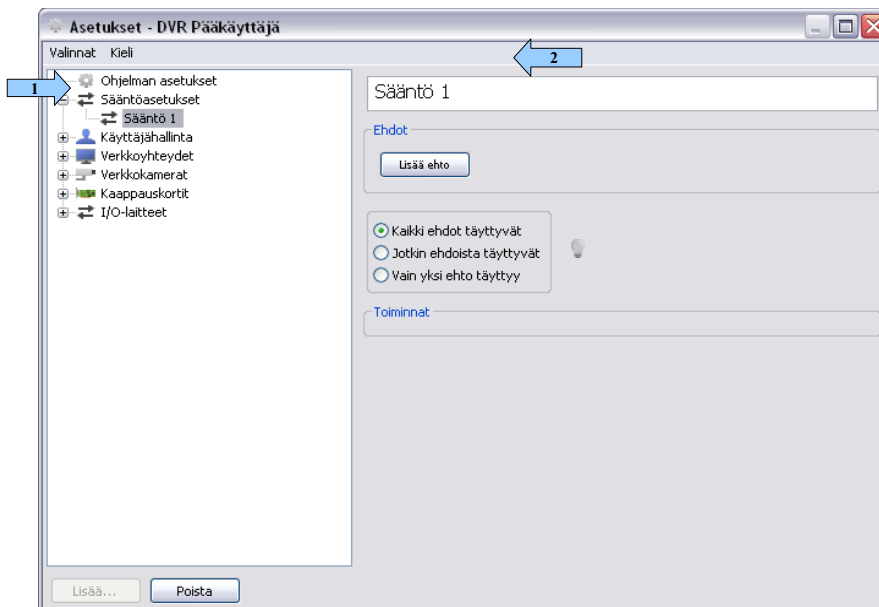 Asetukset - DVR Pääkäyttäjä
Valinnat Kieli
2
1
Ohjelman asetukset
Sääntöasetukset
Sääntö 1
Käyttäjähallinta
Verkkoyhteydet
Verkkokamerat
Kaappauskortit
I/O-laitteet
Lisää...
Poista
Sääntö 1
Ehdot
Lisää ehto
Kaikki ehdot täyttyvät
Jotkin ehdoista täyttyvät
Vain yksi ehto täyttyy
Toiminnat